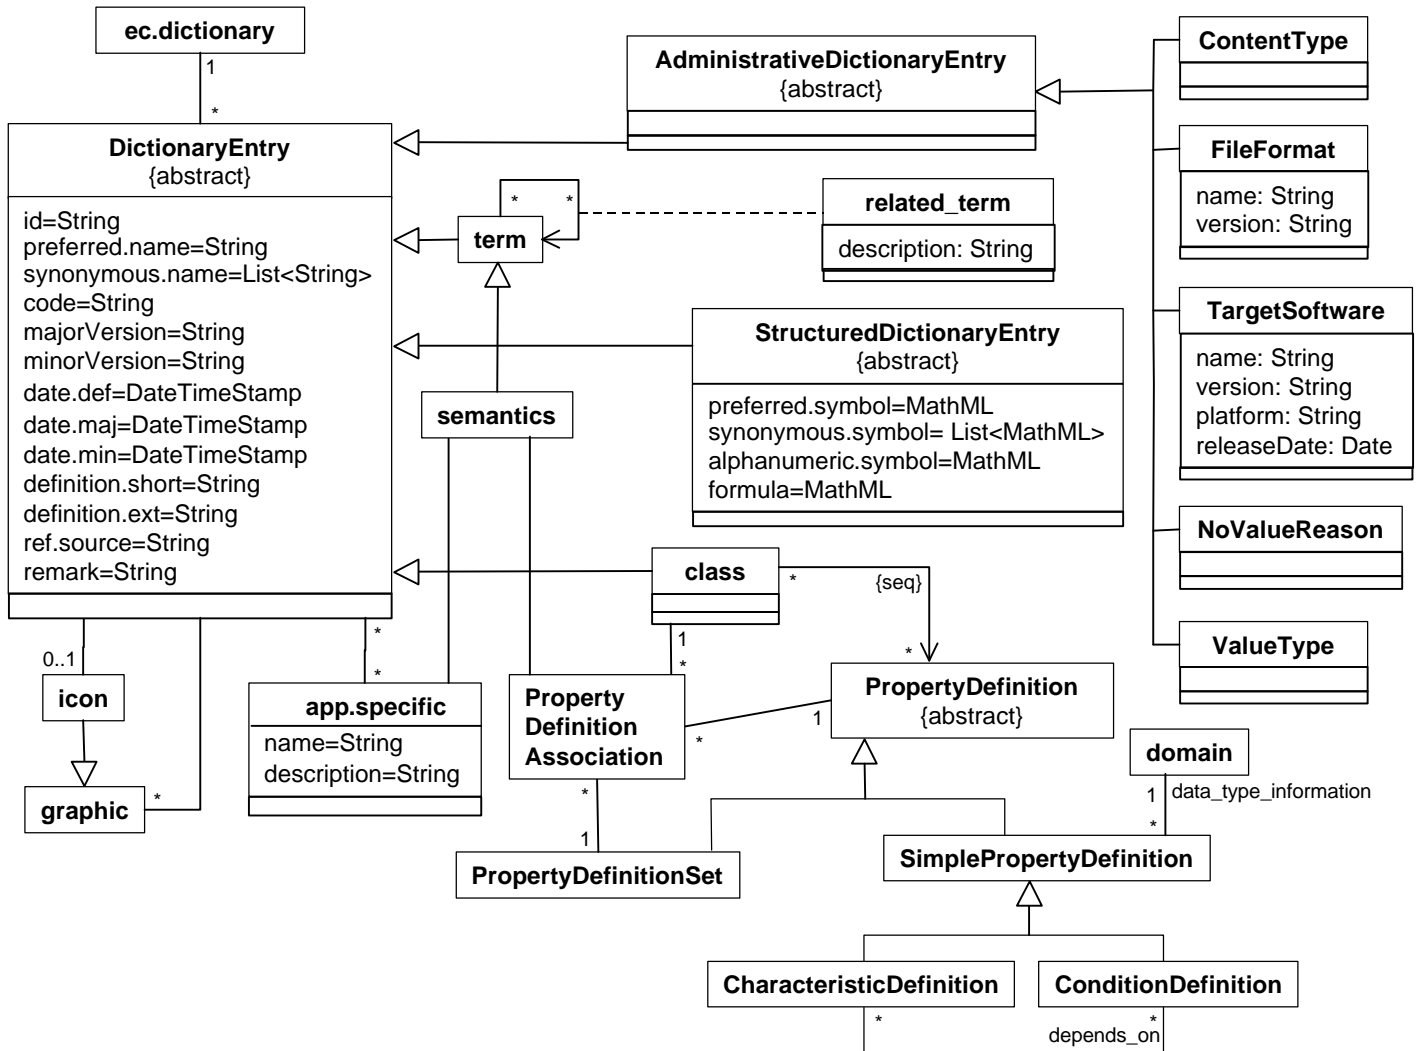 ec.dictionary
1
*
DictionaryEntry
{abstract}
id=String
preferred.name=String
synonymous.name=List<String>
code=String
majorVersion=String
minorVersion=String
date.def=DateTimeStamp
date.maj=DateTimeStamp
date.min=DateTimeStamp
definition.short=String
definition.ext=String
ref.source=String
remark=String
AdministrativeDictionaryEntry
{abstract}
ContentType
FileFormat
name: String
version: String
TargetSoftware
name: String
version: String
platform: String
releaseDate: Date
NoValueReason
ValueType
* *
term
related_term
description: String
StructuredDictionaryEntry
{abstract}
preferred.symbol=MathML
synonymous.symbol= List<MathML>
alphanumeric.symbol=MathML
formula=MathML
semantics
class
*
{seq}
*
1
*
0..1
icon
graphic
*
*
*
app.specific
name=String
description=String
Property
Definition
Association
*
1
PropertyDefinition
{abstract}
*
1
PropertyDefinitionSet
domain
1
data_type_information
*
SimplePropertyDefinition
CharacteristicDefinition
*
ConditionDefinition
*
depends_on